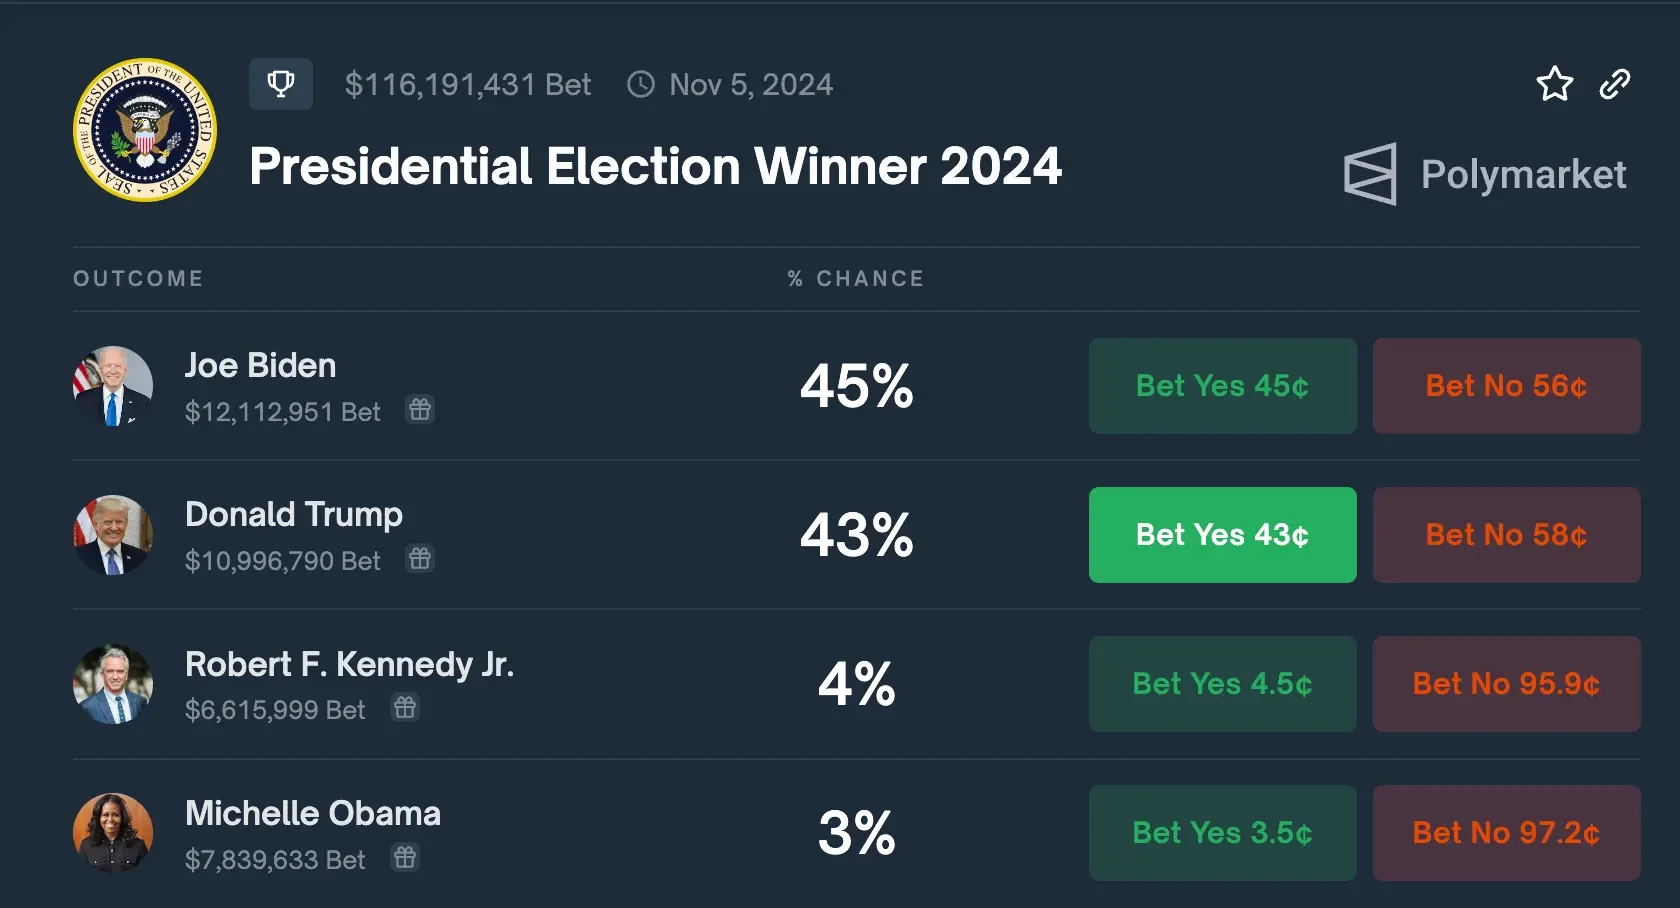 SEAL OF THE PRESIDENT OF THE UNITED STATES
$116,191,431 Bet Nov 5, 2024
Presidential Election Winner 2024
Polymarket
OUTCOME % CHANCE
Joe Biden
$12,112,951 Bet
45% Bet Yes 45¢ Bet No 56¢
Donald Trump
$10,996,790 Bet
43% Bet Yes 43¢ Bet No 58¢
Robert F. Kennedy Jr.
$6,615,999 Bet
4% Bet Yes 4.5¢ Bet No 95.9¢
Michelle Obama
$7,839,633 Bet
3% Bet Yes 3.5¢ Bet No 97.2¢